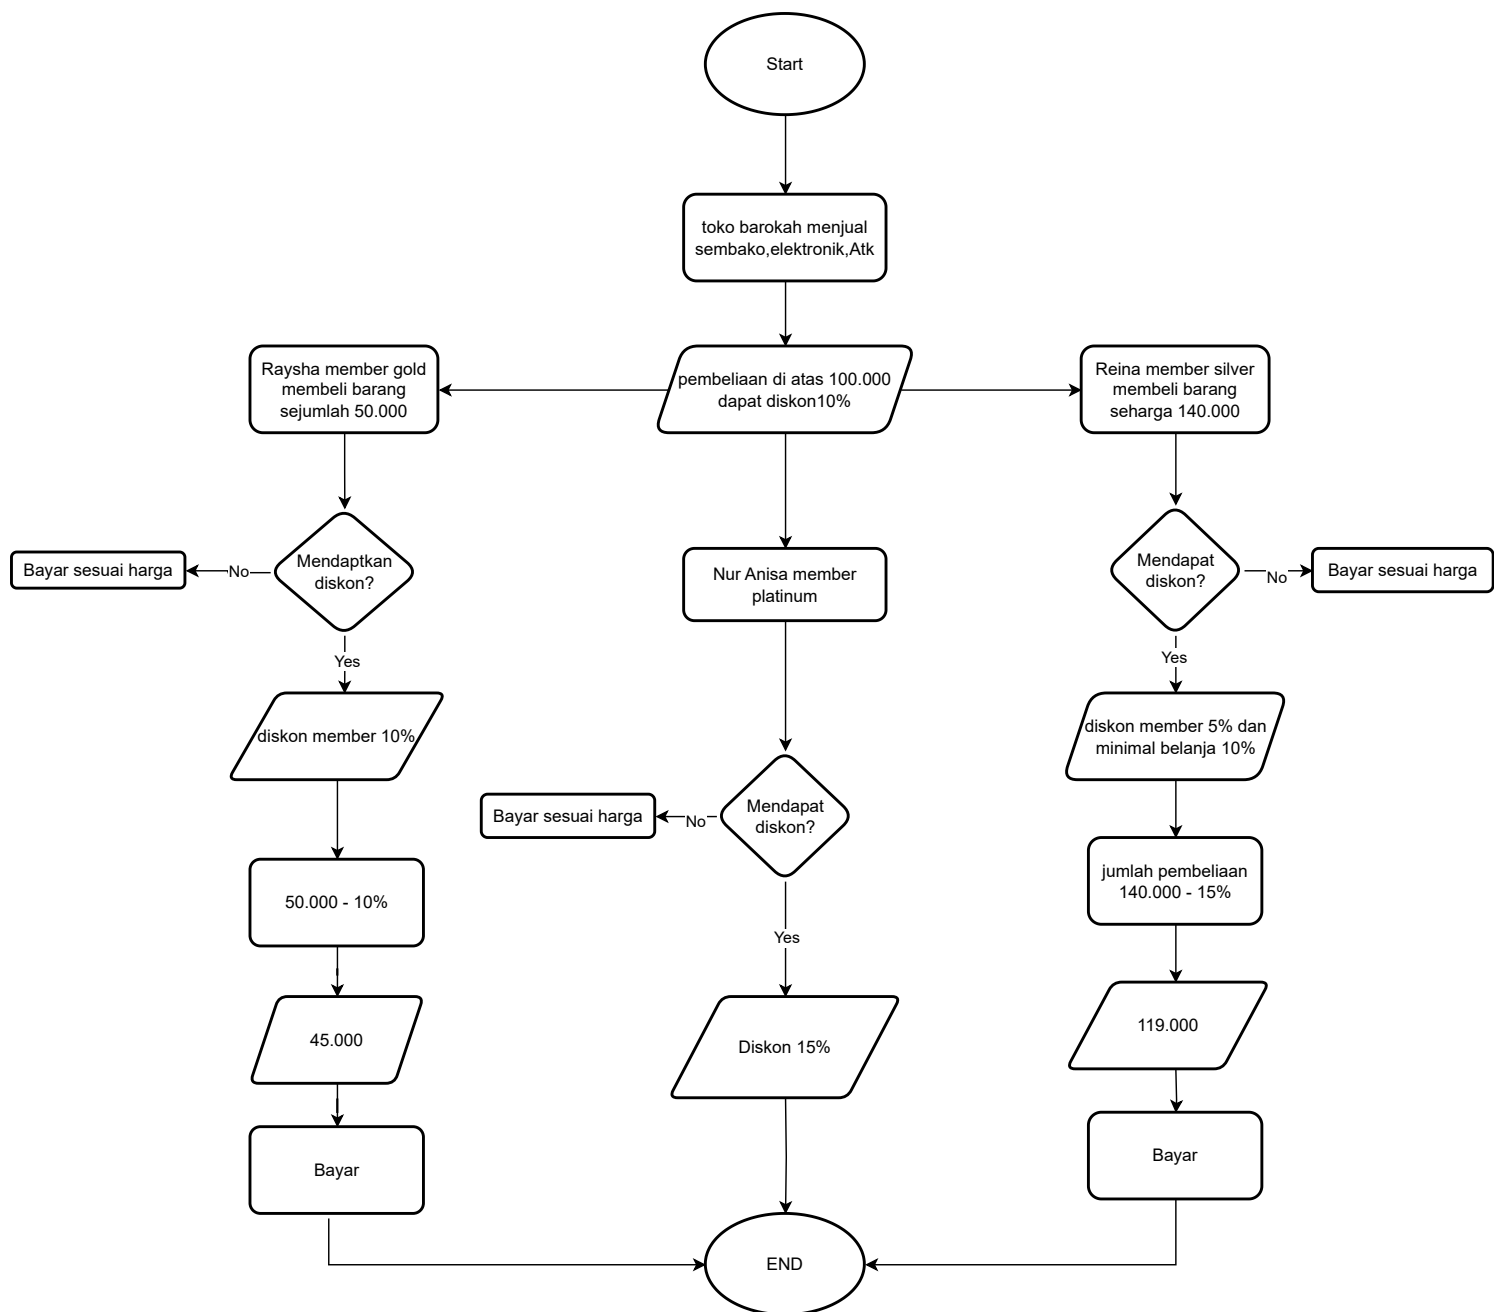 Start
toko barokah menjual
sembako,elektronik,Atk
Raysha member gold
membeli barang
sejumlah 50.000
pembeliaan di atas 100.000
dapat diskon10%
Reina member silver
membeli barang
seharga 140.000
Bayar sesuai harga
No
Mendaptkan
diskon?
Nur Anisa member
platinum
Mendapat
diskon?
No
Bayar sesuai harga
Yes
Yes
diskon member 10%
diskon member 5% dan
minimal belanja 10%
Bayar sesuai harga
No
Mendapat
diskon?
50.000 - 10%
jumlah pembeliaan
140.000 - 15%
Yes
45.000
Diskon 15%
119.000
Bayar
Bayar
END